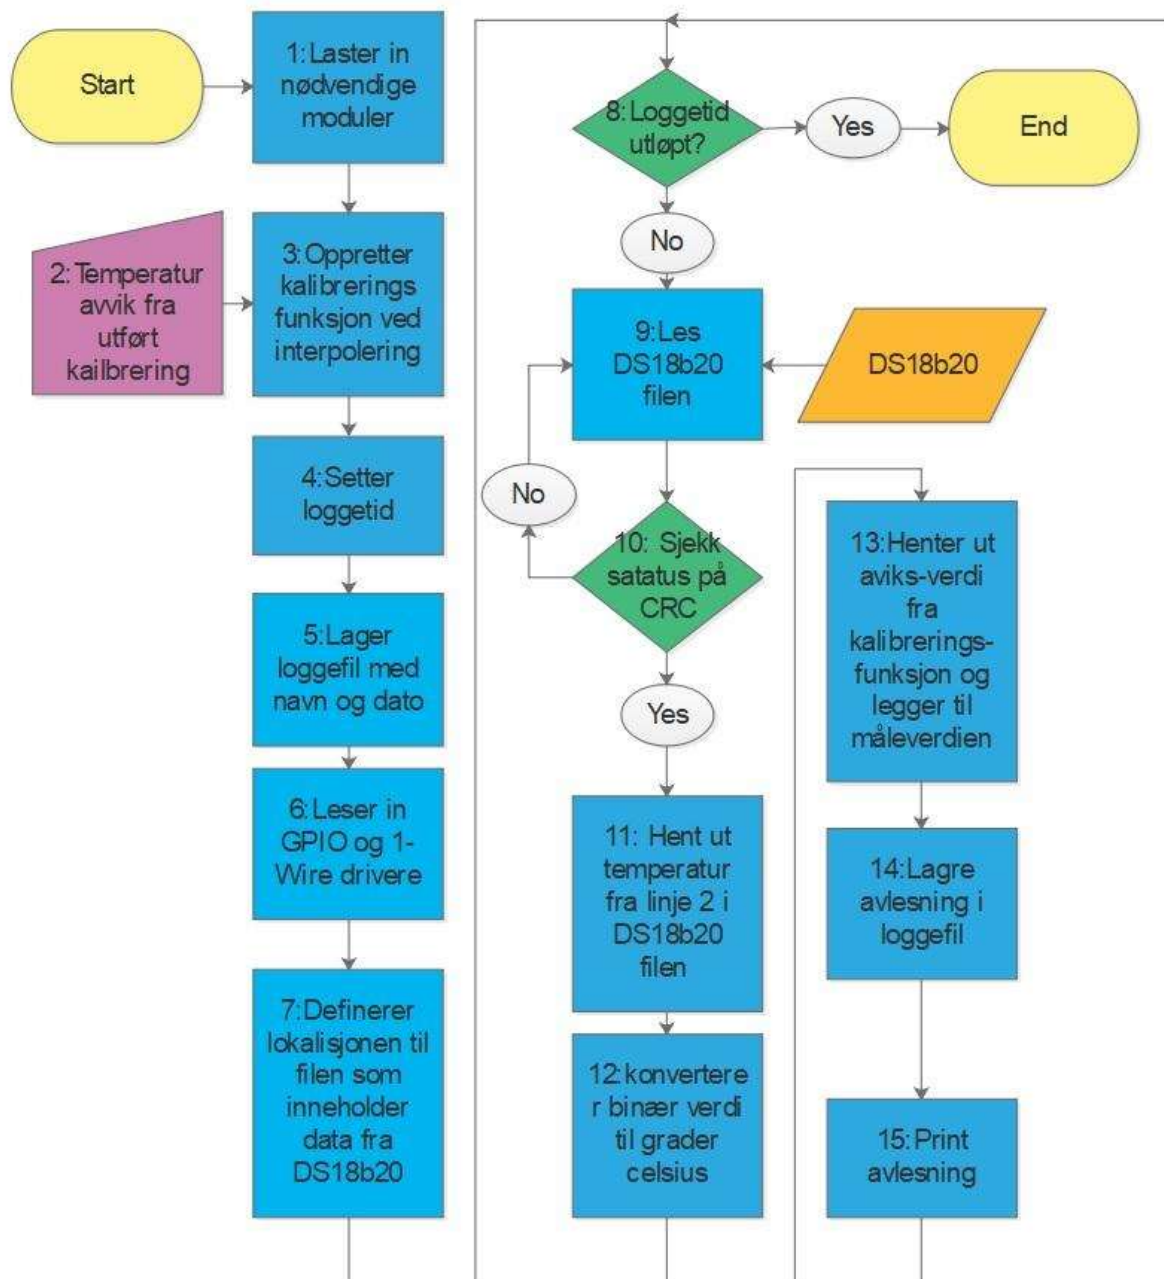 Start
1:Laster in
nødvendige
moduler
2:Temperatur
avvik fra
utført
kailbrering
3:Oppretter
kalibrerings
funksjon ved
interpolering
4:Setter
loggetid
5:Lager
loggefil med
navn og dato
6:Leser in
GPIO og 1-
Wire drivere
7:Definerer
lokalisjonen til
filen som
inneholder
data fra
DS18b20
8:Loggetid
utløpt?
Yes
End
No
9:Les
DS18b20
filen
DS18b20
No
10: Sjekk
satatus på
CRC
Yes
11: Hent ut
temperatur
fra linje 2 i
DS18b20
filen
12:konvertere
r binær verdi
til grader
celsius
13:Henter ut
aviks-verdi
fra
kalibrerings-
funksjon og
legger til
måleverdien
14:Lagre
avlesning i
loggefil
15:Print
avlesning